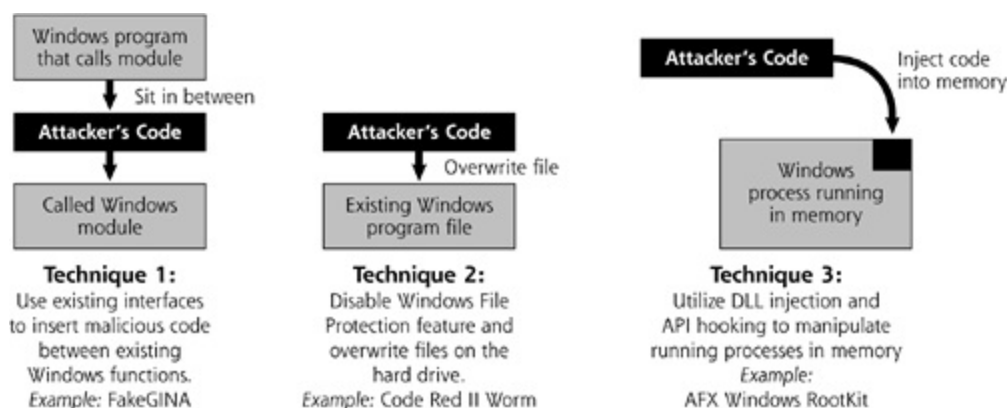 Windows program
that calls module
Sit in between
Attacker's Code
Called Windows
module
Technique 1:
Use existing interfaces
to insert malicious code
between existing
Windows functions.
Example: FakeGINA
Attacker's Code
Overwrite file
Existing Windows
program file
Technique 2:
Disable Windows File
Protection feature and
overwrite files on the
hard drive.
Example: Code Red II Worm
Attacker's Code
Inject code
into memory
Windows
process running
in memory
Technique 3:
Utilize DLL injection and
API hooking to manipulate
running processes in memory
Example:
AFX Windows RootKit